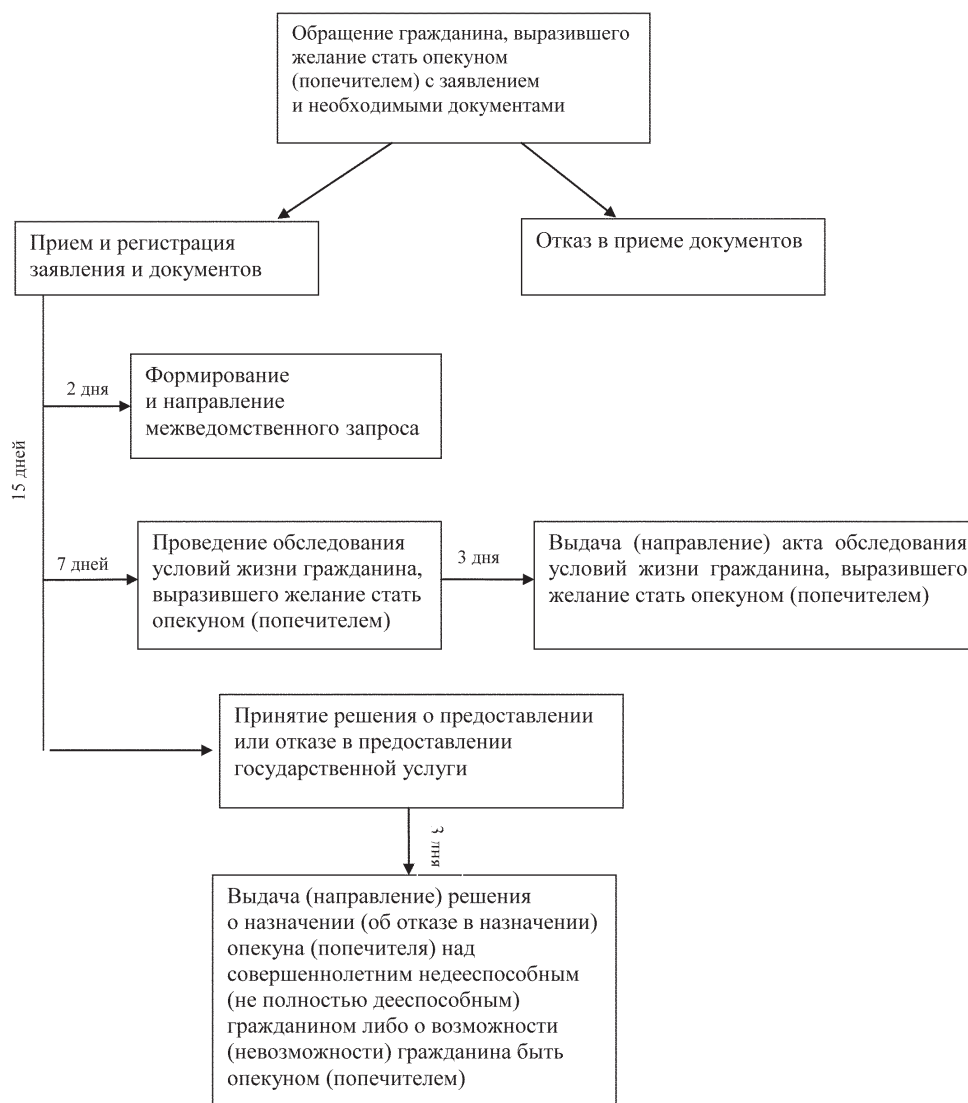 Обращение гражданина, выразившего
желание стать опекуном
(попечителем) с заявлением
и необходимыми документами
Прием и регистрация
заявления и документов
Отказ в приеме документов
2 дня
Формирование
и направление
межведомственного запроса
15 дней
7 дней
Проведение обследования
условий жизни гражданина,
выразившего желание стать
опекуном (попечителем)
3 дня
Выдача (направление) акта обследования
условий жизни гражданина, выразившего
желание стать опекуном (попечителем)
Принятие решения о предоставлении
или отказе в предоставлении
государственной услуги
3 дня
Выдача (направление) решения
о назначении (об отказе в назначении)
опекуна (попечителя) над
совершеннолетним недееспособным
(не полностью дееспособным)
гражданином либо о возможности
(невозможности) гражданина быть
опекуном (попечителем)